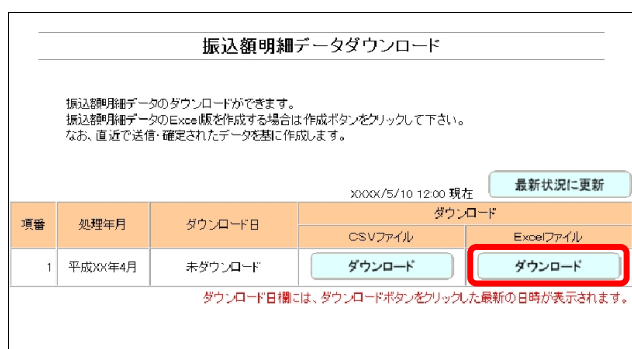 振込額明細データダウンロード
振込額明細データのダウンロードができます。
振込額明細データのExcel版を作成する場合は作成ボタンをクリックして下さい。
なお、直近で送信・確定されたデータを基に作成します。
XXXX/5/10 12:00 現在 最新状況に更新
項番 処理年月 ダウンロード日 ダウンロード
CSVファイル Excelファイル
1 平成XX年4月 未ダウンロード ダウンロード ダウンロード
ダウンロード日欄には、ダウンロードボタンをクリックした最新の日時が表示されます。